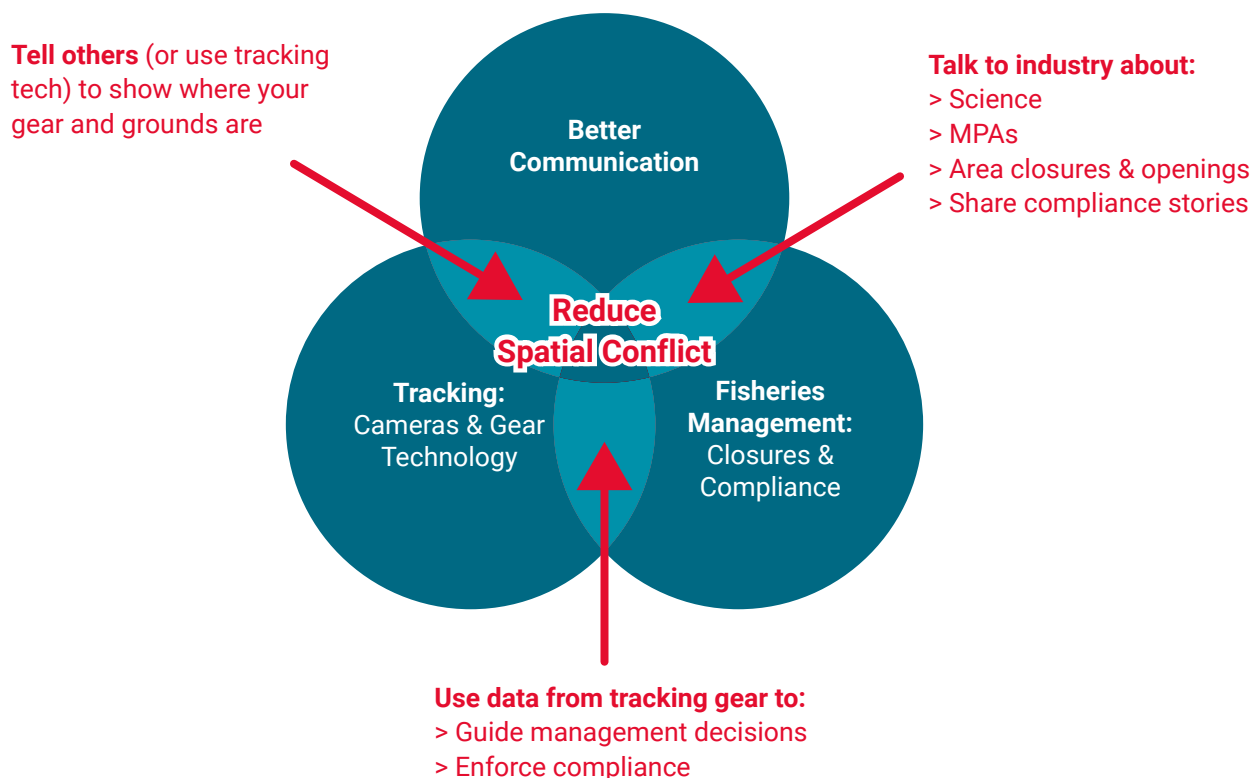 Tell others (or use tracking
tech) to show where your
gear and grounds are
Talk to industry about:
> Science
> MPAs
> Area closures & openings
> Share compliance stories
Better
Communication
Reduce
Spatial Conflict
Tracking:
Cameras & Gear
Technology
Fisheries
Management:
Closures &
Compliance
Use data from tracking gear to:
> Guide management decisions
> Enforce compliance